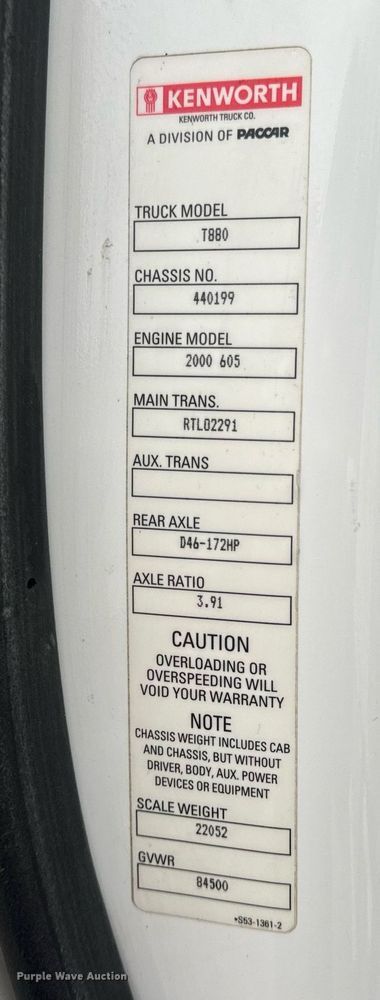 KENWORTH
KENWORTH TRUCK CO.
A DIVISION OF PACCAR
TRUCK MODEL
T880
CHASSIS NO.
440199
ENGINE MODEL
2000 605
MAIN TRANS.
RTLO2291
AUX. TRANS
REAR AXLE
D46-172HP
AXLE RATIO
3.91
CAUTION
OVERLOADING OR
OVERSPEEDING WILL
VOID YOUR WARRANTY
NOTE
CHASSIS WEIGHT INCLUDES CAB
AND CHASSIS, BUT WITHOUT
DRIVER, BODY, AUX. POWER
DEVICES OR EQUIPMENT
SCALE WEIGHT
22052
GVWR
84500
*S53-1361-2
Purple Wave Auction